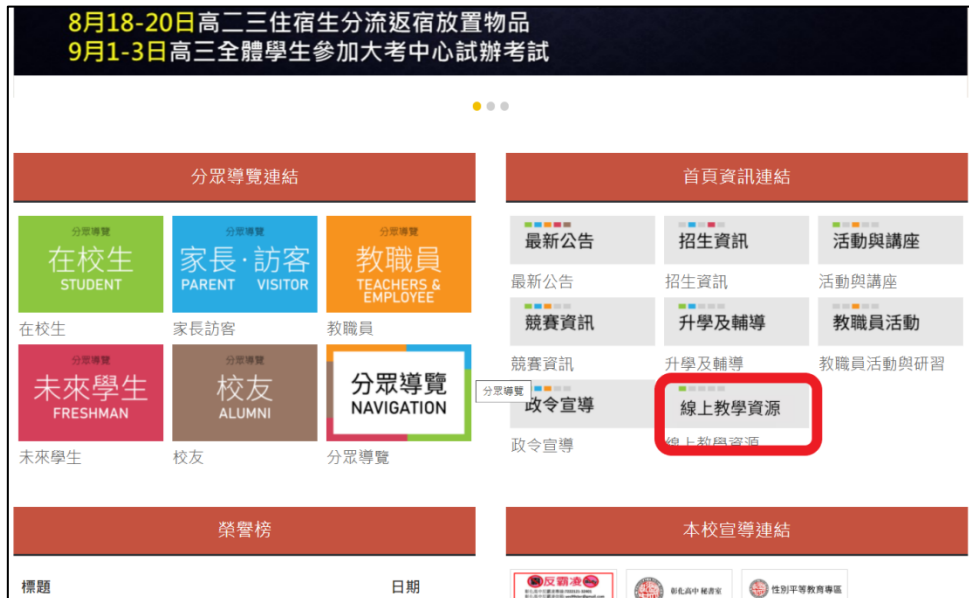 8月18-20日高二三住宿生分流返宿放置物品
9月1-3日高三全體學生參加大考中心試辦考試
分眾導覽連結
分眾導覽
在校生
STUDENT
在校生
分眾導覽
家長·訪客
PARENT VISITOR
家長訪客
分眾導覽
教職員
TEACHERS &
EMPLOYEE
教職員
分眾導覽
未來學生
FRESHMAN
未來學生
分眾導覽
校友
ALUMNI
校友
分眾導覽
NAVIGATION
分眾導覽
分眾導覽
首頁資訊連結
最新公告
最新公告
招生資訊
招生資訊
活動與講座
活動與講座
競賽資訊
競賽資訊
升學及輔導
升學及輔導
教職員活動
教職員活動與研習
政令宣導
政令宣導
線上教學資源
線上教學資源
榮譽榜
標題
日期
本校宣導連結
反霸凌
彰化高中 秘書室
性別平等教育專區